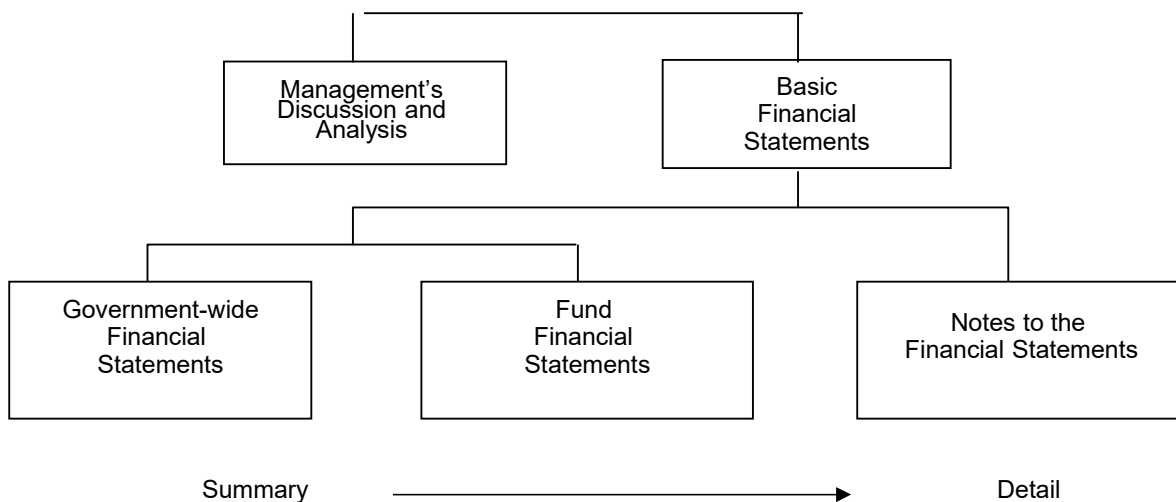 Management’s
Discussion and
Analysis
Basic
Financial
Statements
Government-wide
Financial
Statements
Fund
Financial
Statements
Notes to the
Financial Statements
Summary
Detail